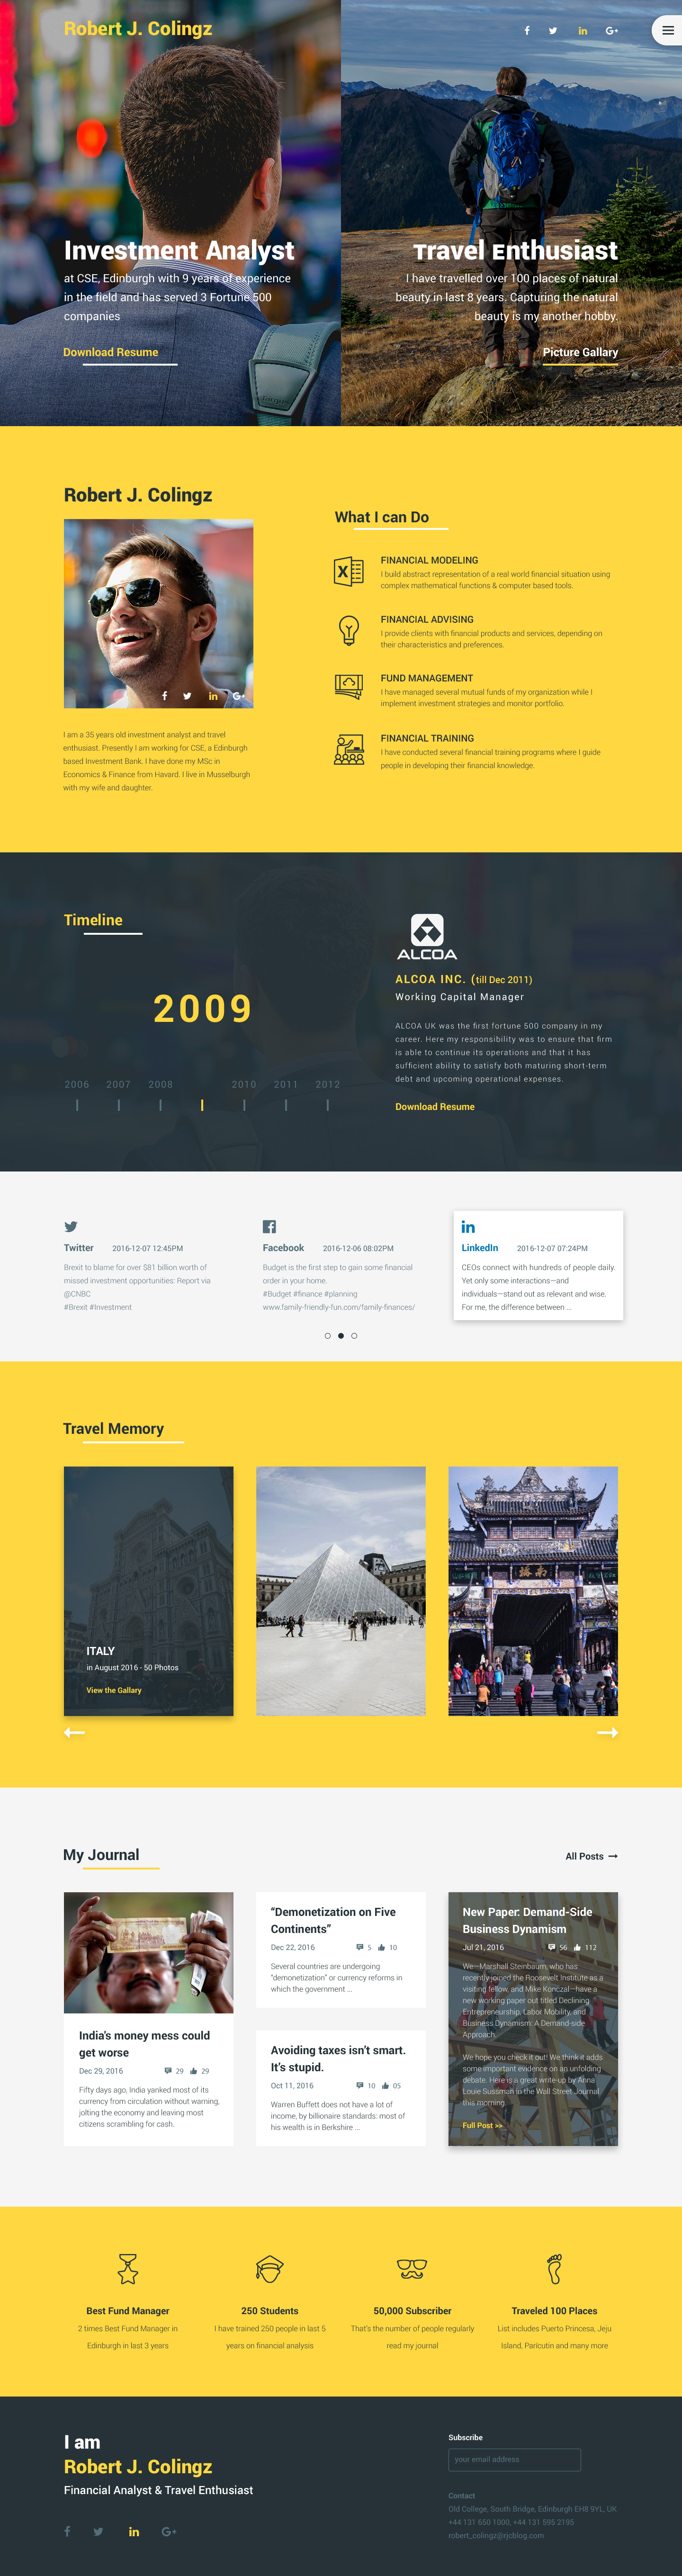 Robert J. Colingz
Investment Analyst
at CSE, Edinburgh with 9 years of experience
in the field and has served 3 Fortune 500
companies
Download Resume
Travel Enthusiast
I have travelled over 100 places of natural
beauty in last 8 years. Capturing the natural
beauty is my another hobby.
Picture Gallary
Robert J. Colingz
I am a 35 years old investment analyst and travel
enthusiast. Presently I am working for CSE, a Edinburgh
based Investment Bank. I have done my MSc in
Economics & Finance from Havard. I live in Musselburgh
with my wife and daughter.
What I can Do
FINANCIAL MODELING
I build abstract representation of a real world financial situation using
complex mathematical functions & computer based tools.
FINANCIAL ADVISING
I provide clients with financial products and services, depending on
their characteristics and preferences.
FUND MANAGEMENT
I have managed several mutual funds of my organization while I
implement investment strategies and monitor portfolio.
FINANCIAL TRAINING
I have conducted several financial training programs where I guide
people in developing their financial knowledge.
Timeline
2009
2006 2007 2008 2010 2011 2012
ALCOA
ALCOA INC. (till Dec 2011)
Working Capital Manager
ALCOA UK was the first fortune 500 company in my
career. Here my responsibility was to ensure that firm
is able to continue its operations and that it has
sufficient ability to satisfy both maturing short-term
debt and upcoming operational expenses.
Download Resume
Twitter 2016-12-07 12:45PM
Brexit to blame for over $81 billion worth of
missed investment opportunities: Report via
@CNBC
#Brexit #Investment
Facebook 2016-12-06 08:02PM
Budget is the first step to gain some financial
order in your home.
#Budget #finance #planning
www.family-friendly-fun.com/family-finances/
LinkedIn 2016-12-07 07:24PM
CEOs connect with hundreds of people daily.
Yet only some interactions—and
individuals—stand out as relevant and wise.
For me, the difference between ...
Travel Memory
ITALY
in August 2016 - 50 Photos
View the Gallary
My Journal
All Posts
India's money mess could
get worse
Dec 29, 2016 29 29
Fifty days ago, India yanked most of its
currency from circulation without warning,
jolting the economy and leaving most
citizens scrambling for cash.
“Demonetization on Five
Continents”
Dec 22, 2016 5 10
Several countries are undergoing
“demonetization” or currency reforms in
which the government ...
Avoiding taxes isn’t smart.
It’s stupid.
Oct 11, 2016 10 05
Warren Buffett does not have a lot of
income, by billionaire standards: most of
his wealth is in Berkshire ...
New Paper: Demand-Side
Business Dynamism
Jul 21, 2016 56 112
We—Marshall Steinbaum, who has
recently joined the Roosevelt Institute as a
visiting fellow, and Mike Konczal—have a
new working paper out titled Declining
Entrepreneurship, Labor Mobility, and
Business Dynamism: A Demand-side
Approach.
We hope you check it out! We think it adds
some important evidence on an unfolding
debate. Here is a great write-up by Anna
Louie Sussman in the Wall Street Journal
this morning.
Full Post >>
Best Fund Manager
2 times Best Fund Manager in
Edinburgh in last 3 years
250 Students
I have trained 250 people in last 5
years on financial analysis
50,000 Subscriber
That's the number of people regularly
read my journal
Traveled 100 Places
List includes Puerto Princesa, Jeju
Island, Parícutin and many more
I am
Robert J. Colingz
Financial Analyst & Travel Enthusiast
Subscribe
your email address
Contact
Old College, South Bridge, Edinburgh EH8 9YL, UK
+44 131 650 1000, +44 131 595 2195
robert_colingz@rjcblog.com